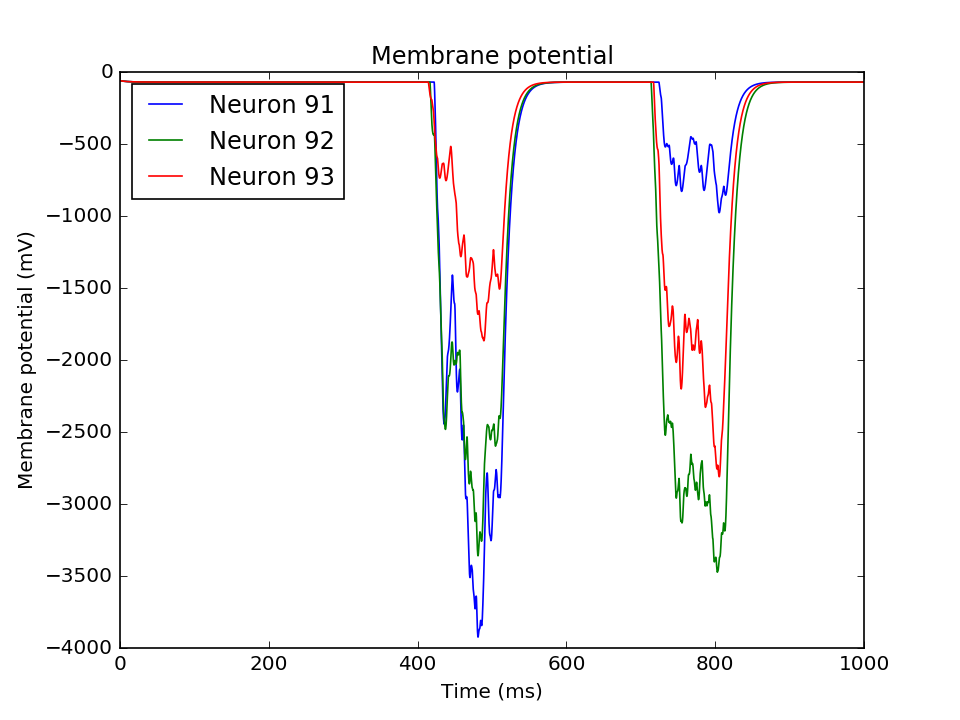 Membrane potential
Neuron 91
Neuron 92
Neuron 93
Membrane potential (mV)
0
−500
−1000
−1500
−2000
−2500
−3000
−3500
−4000
0 200 400 600 800 1000
Time (ms)